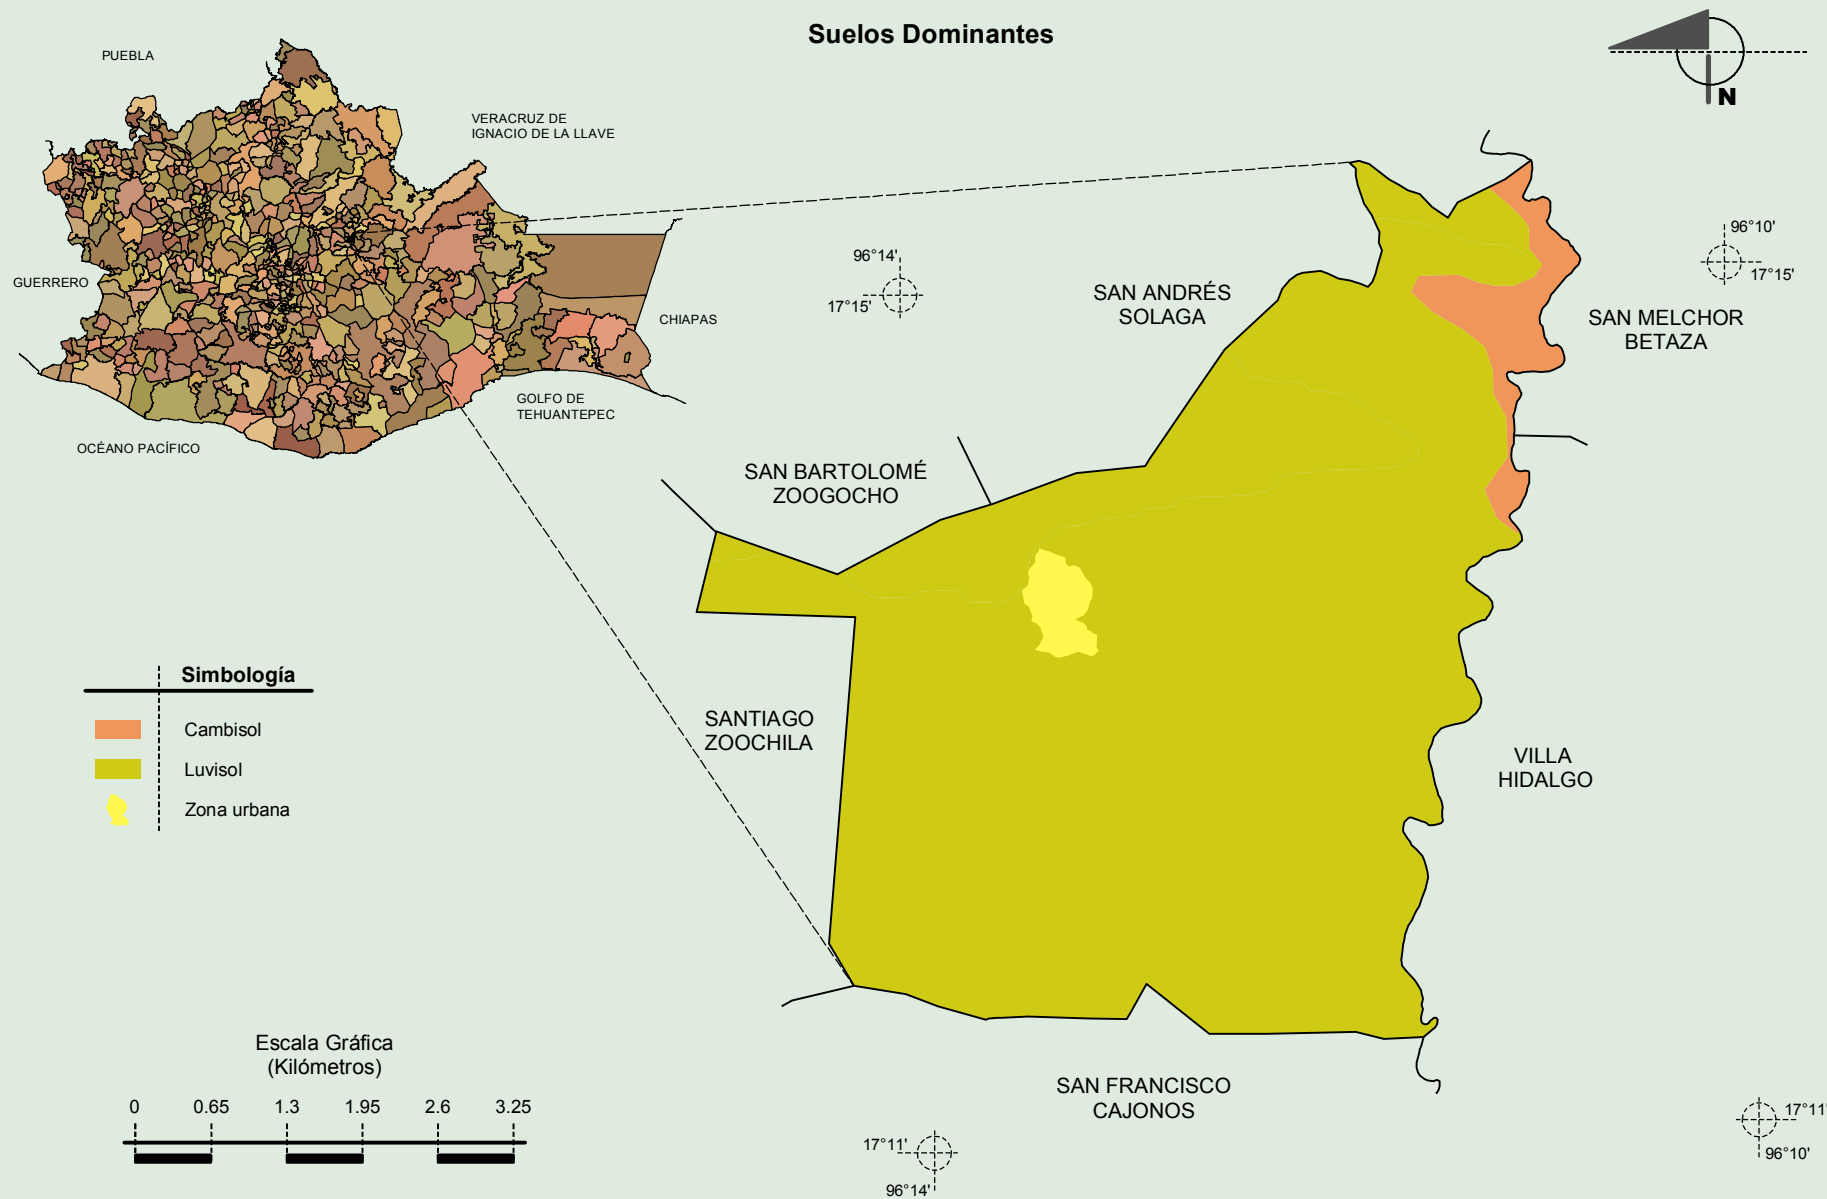 Suelos Dominantes
N
PUEBLA
VERACRUZ DE
IGNACIO DE LA LLAVE
GUERRERO
CHIAPAS
GOLFO DE
TEHUANTEPEC
OCÉANO PACÍFICO
96°14'
17°15'
96°10'
17°15'
SAN ANDRÉS
SOLAGA
SAN MELCHOR
BETAZA
SAN BARTOLOMÉ
ZOOGOCHO
SANTIAGO
ZOOCHILA
VILLA
HIDALGO
SAN FRANCISCO
CAJONOS
Simbología
Cambisol
Luvisol
Zona urbana
Escala Gráfica
(Kilómetros)
0 0.65 1.3 1.95 2.6 3.25
17°11'
96°14'
17°11'
96°10'